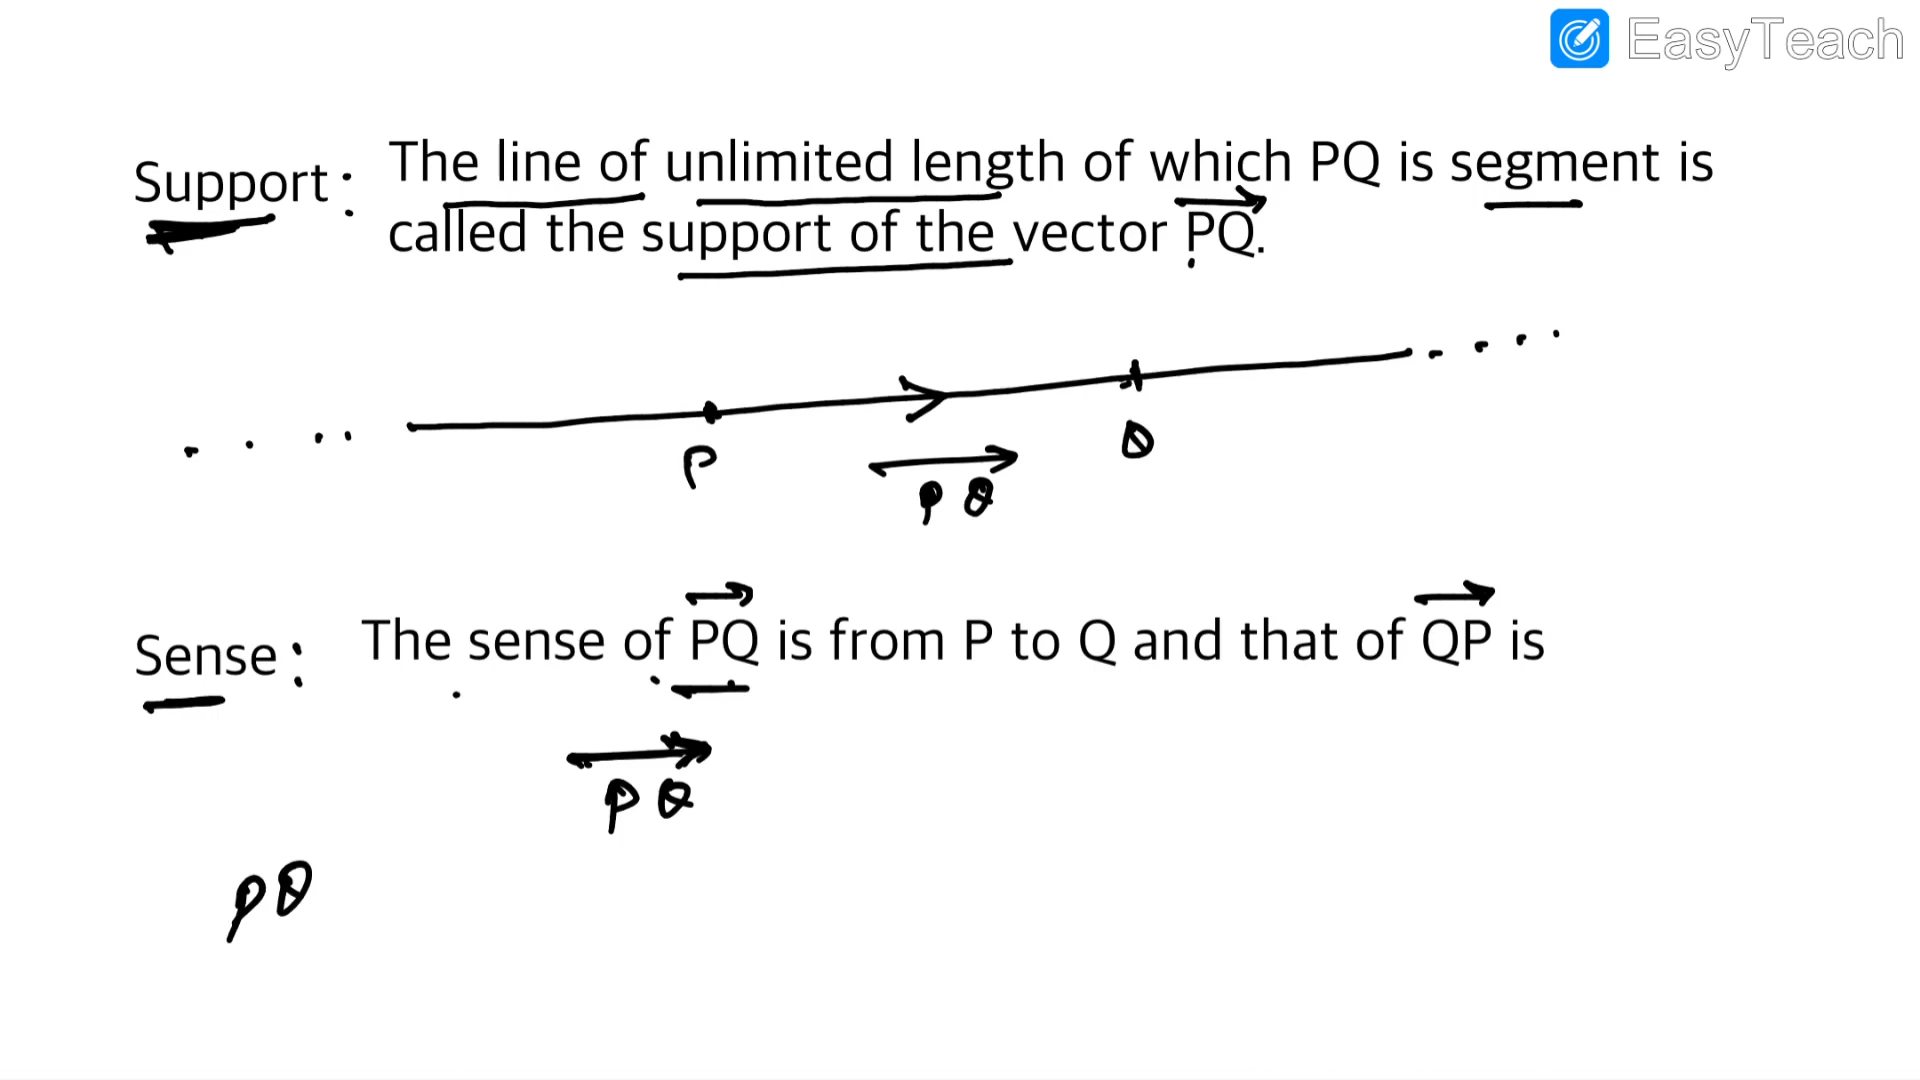 EasyTeach
Support : The line of unlimited length of which PQ is segment is
called the support of the vector PQ.
P
Q
PQ
Sense : The sense of PQ is from P to Q and that of QP is
PQ
PQ